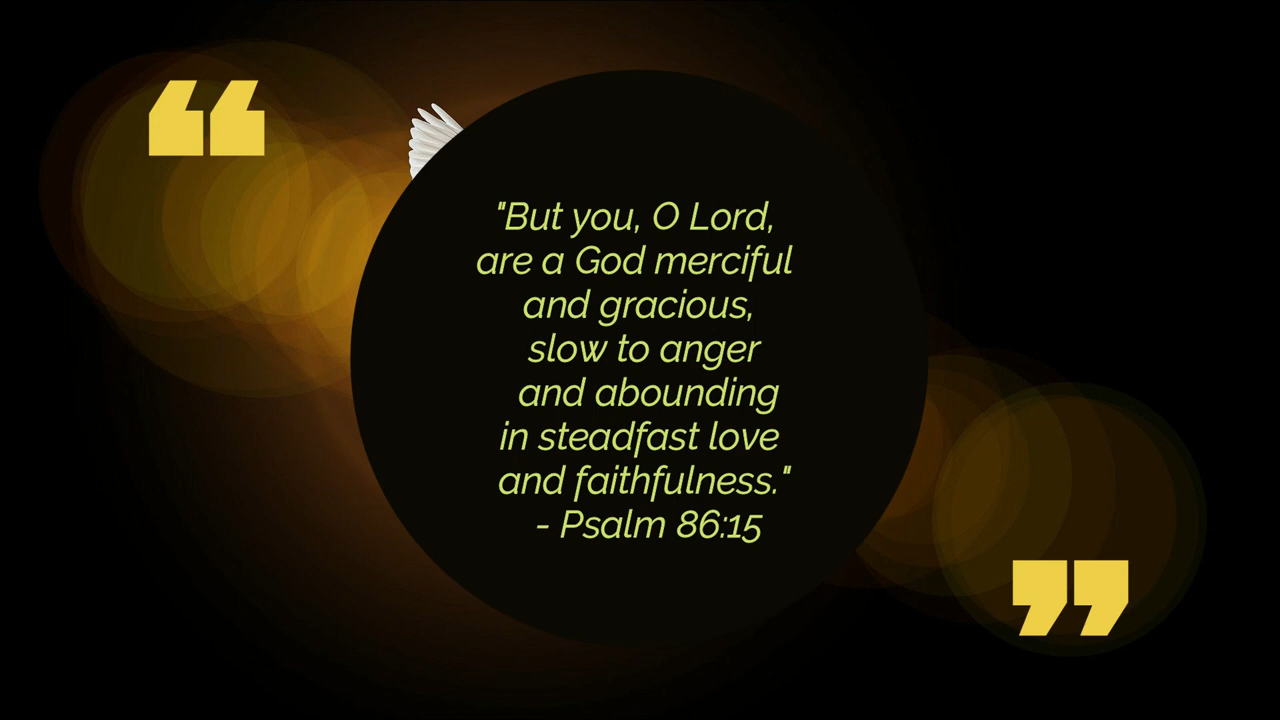 ❝
"But you, O Lord,
are a God merciful
and gracious,
slow to anger
and abounding
in steadfast love
and faithfulness."
- Psalm 86:15
❞